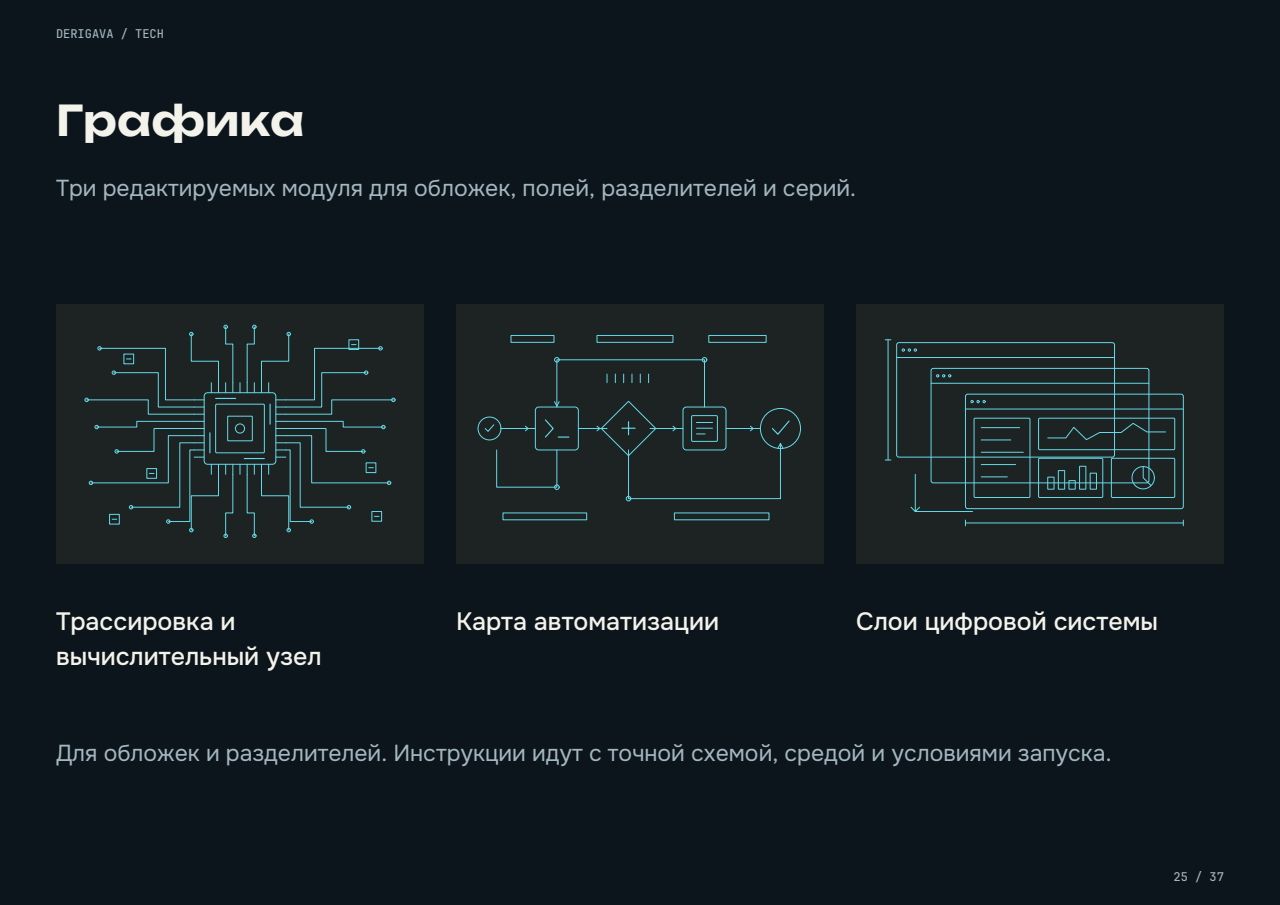 DERIGAVA / TECH
Графика
Три редактируемых модуля для обложек, полей, разделителей и серий.
Трассировка и
вычислительный узел
Карта автоматизации
Слои цифровой системы
Для обложек и разделителей. Инструкции идут с точной схемой, средой и условиями запуска.
25 / 37